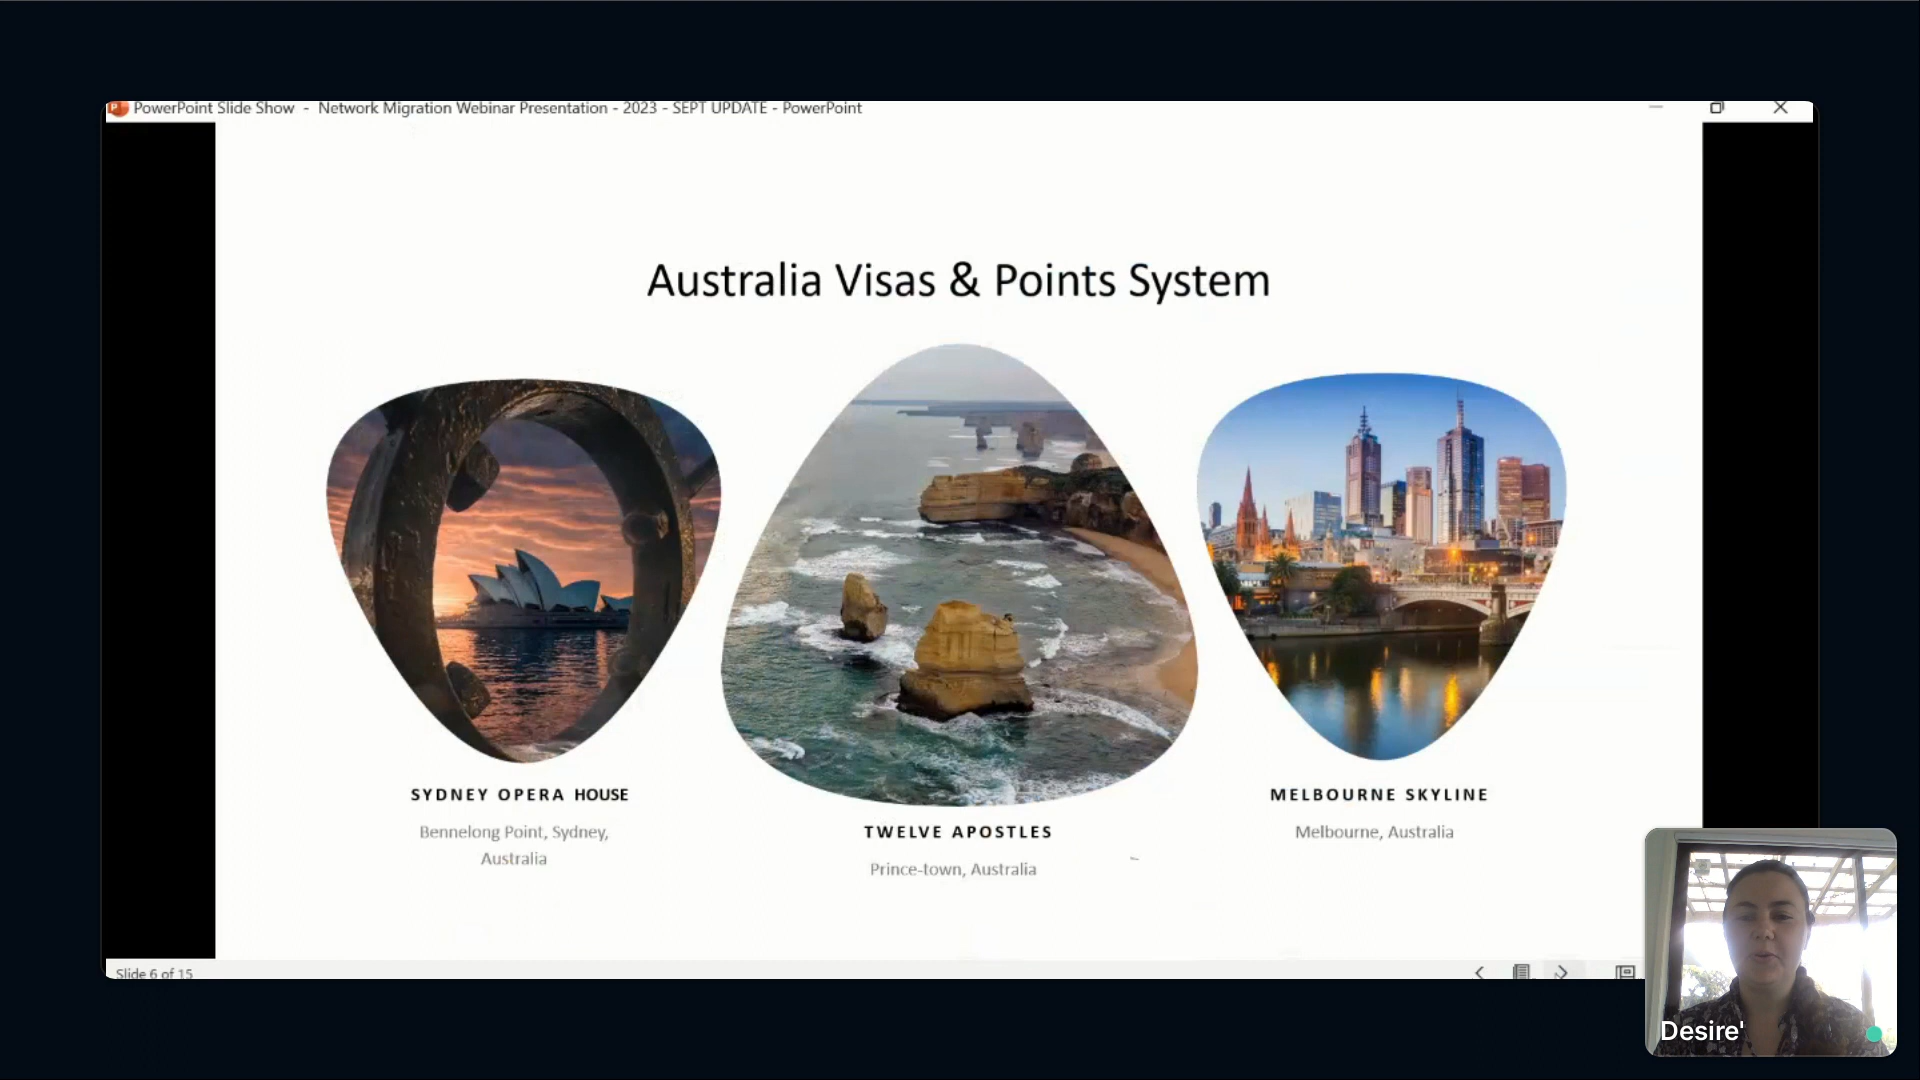 PowerPoint Slide Show - Network Migration Webinar Presentation - 2023 - SEPT UPDATE - PowerPoint
Australia Visas & Points System
SYDNEY OPERA HOUSE
Bennelong Point, Sydney,
Australia
TWELVE APOSTLES
Prince-town, Australia
MELBOURNE SKYLINE
Melbourne, Australia
Slide 6 of 15
Desire'